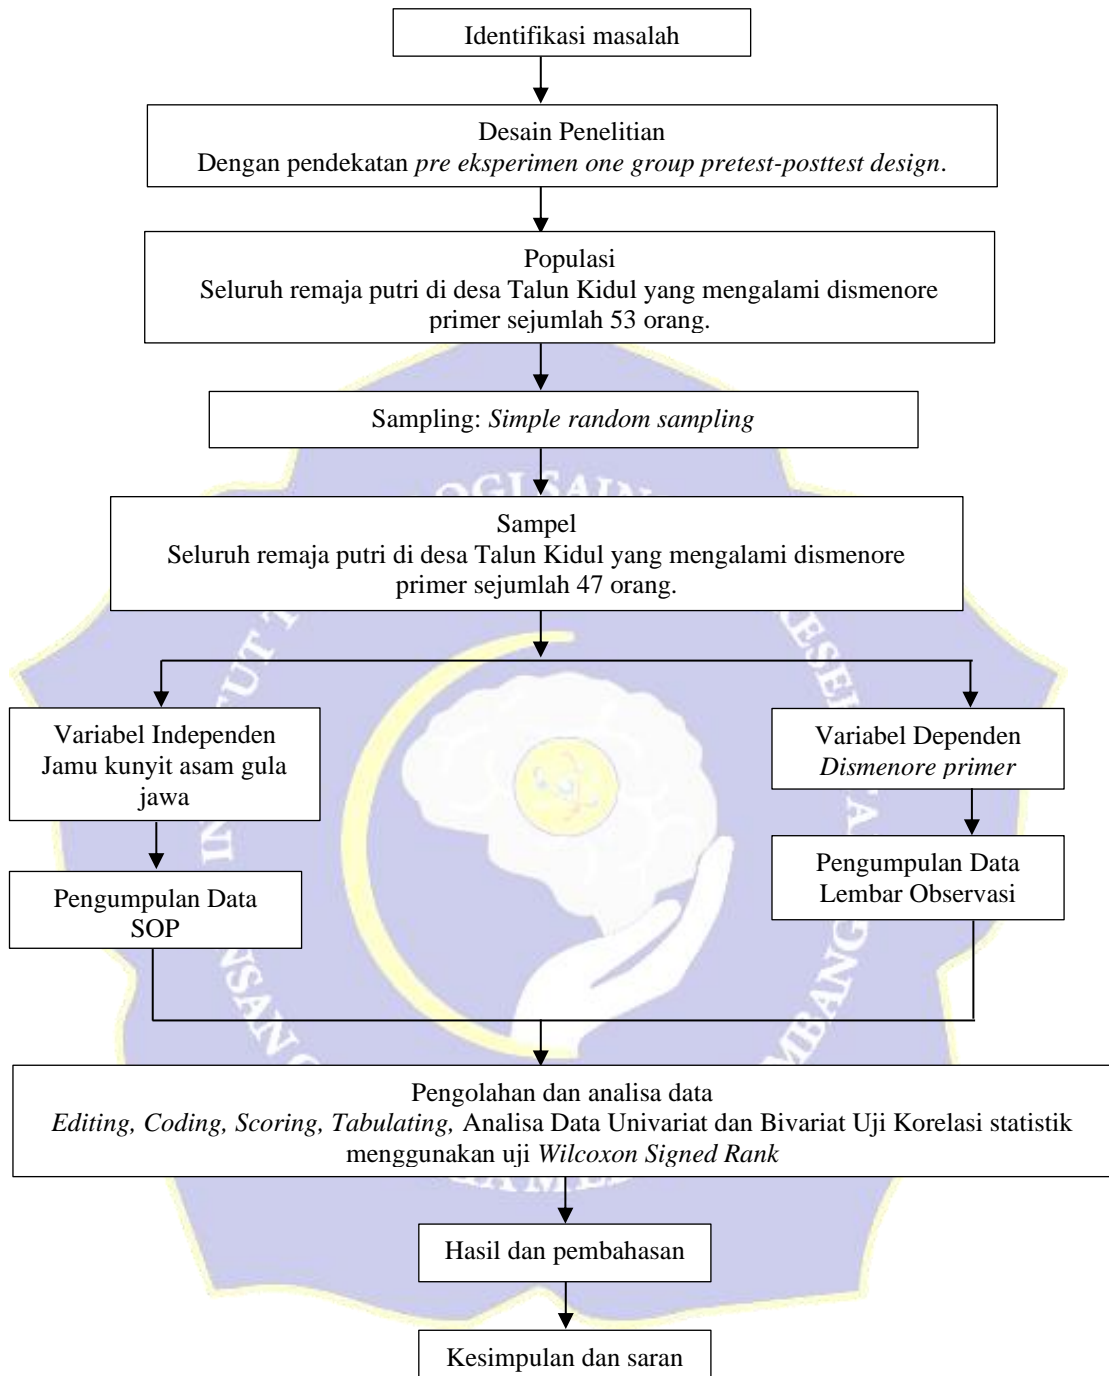 Identifikasi masalah
Desain Penelitian
Dengan pendekatan pre eksperimen one group pretest-posttest design.
Populasi
Seluruh remaja putri di desa Talun Kidul yang mengalami dismenore
primer sejumlah 53 orang.
Sampling: Simple random sampling
OGI SAIN
Sampel
Seluruh remaja putri di desa Talun Kidul yang mengalami dismenore
primer sejumlah 47 orang.
Variabel Independen
Jamu kunyit asam gula
jawa
Variabel Dependen
Dismenore primer
Pengumpulan Data
SOP
Pengumpulan Data
Lembar Observasi
Pengolahan dan analisa data
Editing, Coding, Scoring, Tabulating, Analisa Data Univariat dan Bivariat Uji Korelasi statistik
menggunakan uji Wilcoxon Signed Rank
Hasil dan pembahasan
Kesimpulan dan saran